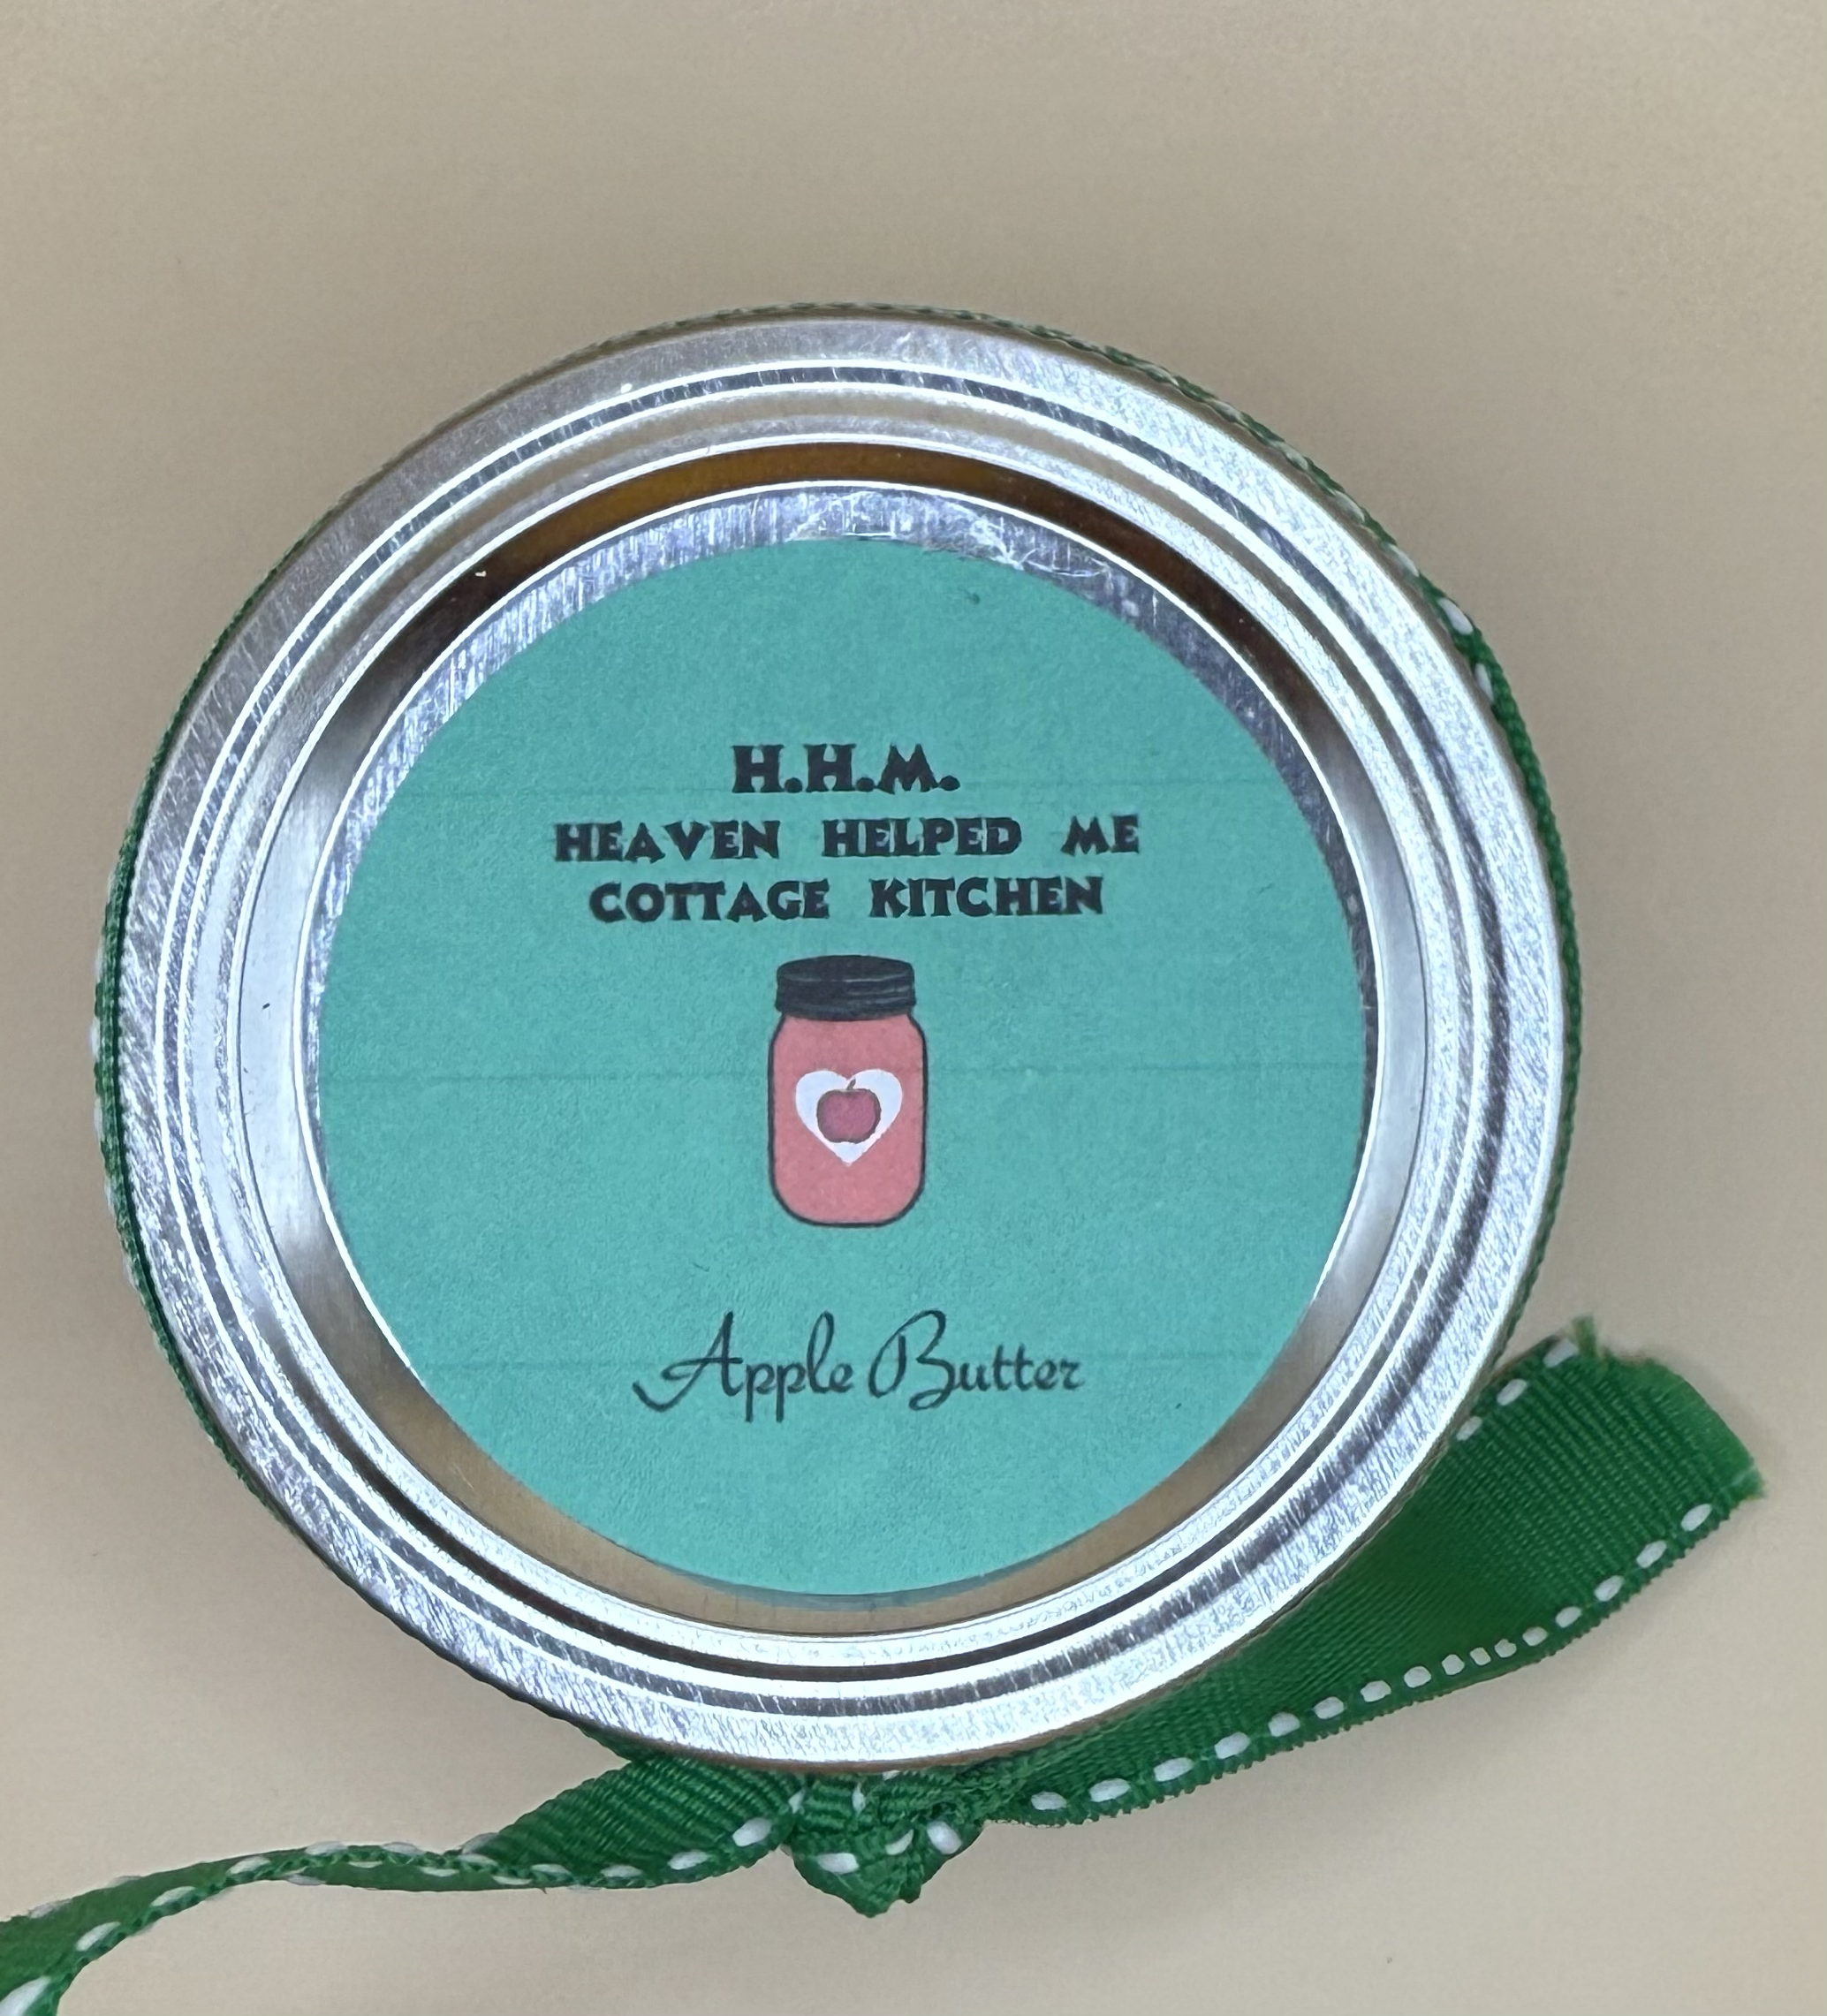 H.H.M.
HEAVEN HELPED ME
COTTAGE KITCHEN
Apple Butter